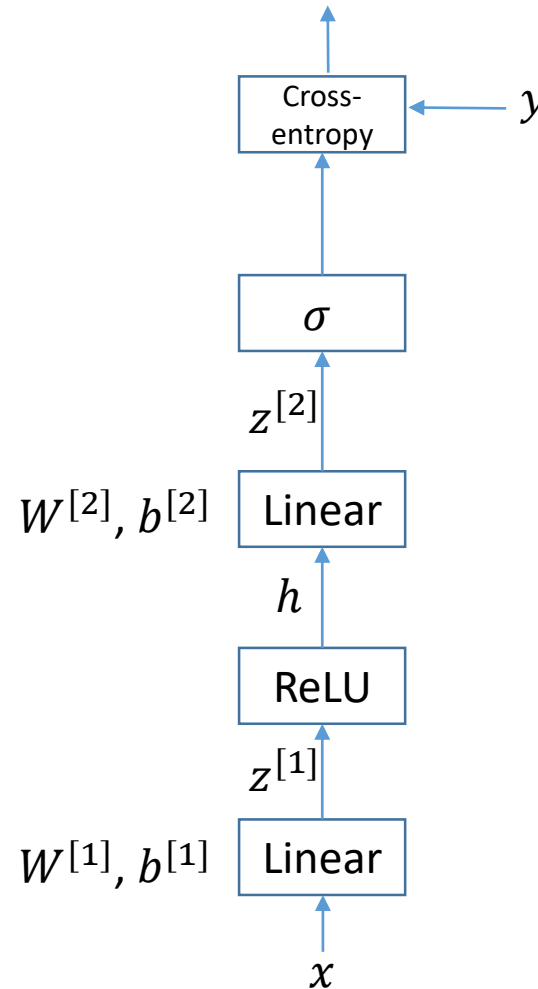 Cross-
entropy
y
σ
z^{[2]}
W^{[2]}, b^{[2]}
Linear
h
ReLU
z^{[1]}
W^{[1]}, b^{[1]}
Linear
x